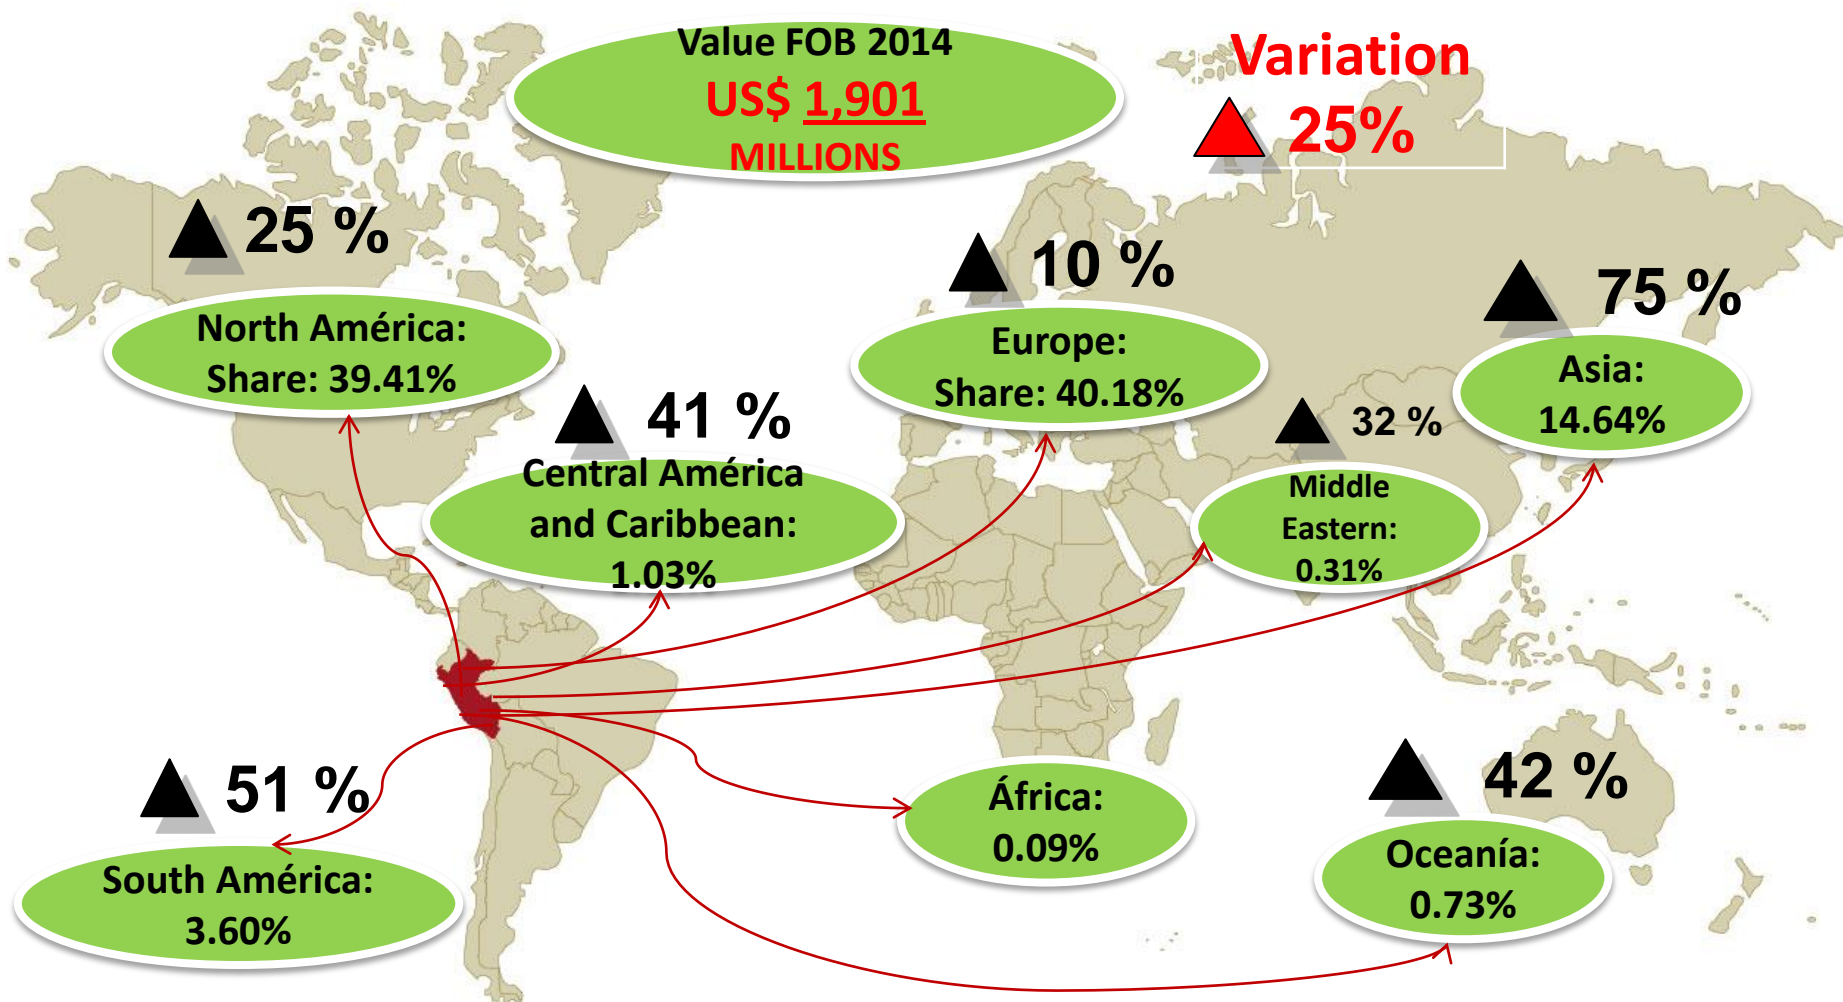 Value FOB 2014
US$ 1,901
MILLIONS
Variation
25%
25 %
North América:
Share: 39.41%
10 %
Europe:
Share: 40.18%
75 %
Asia:
14.64%
41 %
Central América
and Caribbean:
1.03%
32 %
Middle
Eastern:
0.31%
51 %
South América:
3.60%
África:
0.09%
42 %
Oceanía:
0.73%